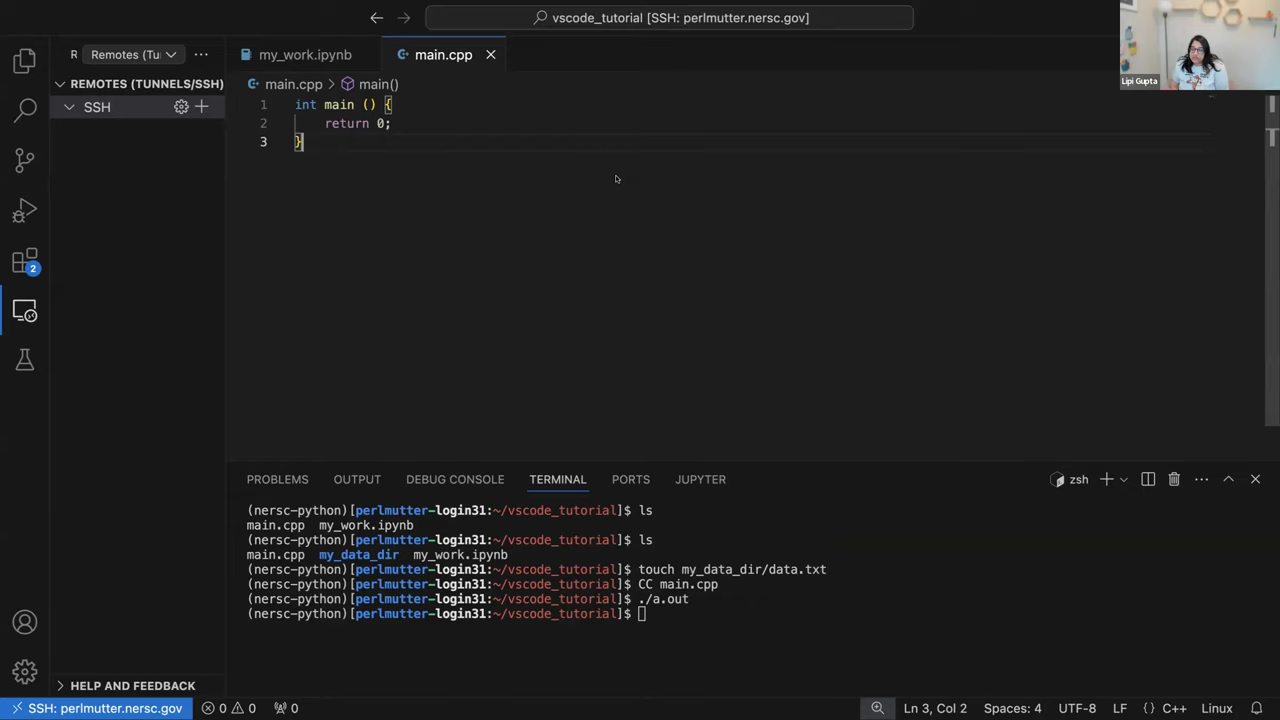 vscode_tutorial [SSH: perlmutter.nersc.gov]
Lipi Gupta
R Remotes (Tu
my_work.ipynb
main.cpp
REMOTES (TUNNELS/SSH)
main.cpp > main()
SSH
1 int main () {
2 return 0;
3 }
2
PROBLEMS OUTPUT DEBUG CONSOLE TERMINAL PORTS JUPYTER
zsh
(nersc-python)[perlmutter-login31:~/vscode_tutorial]$ ls
main.cpp my_work.ipynb
(nersc-python)[perlmutter-login31:~/vscode_tutorial]$ ls
main.cpp my_data_dir my_work.ipynb
(nersc-python)[perlmutter-login31:~/vscode_tutorial]$ touch my_data_dir/data.txt
(nersc-python)[perlmutter-login31:~/vscode_tutorial]$ CC main.cpp
(nersc-python)[perlmutter-login31:~/vscode_tutorial]$ ./a.out
(nersc-python)[perlmutter-login31:~/vscode_tutorial]$
HELP AND FEEDBACK
SSH: perlmutter.nersc.gov 0 0 0 Ln 3, Col 2 Spaces: 4 UTF-8 LF {} C++ Linux